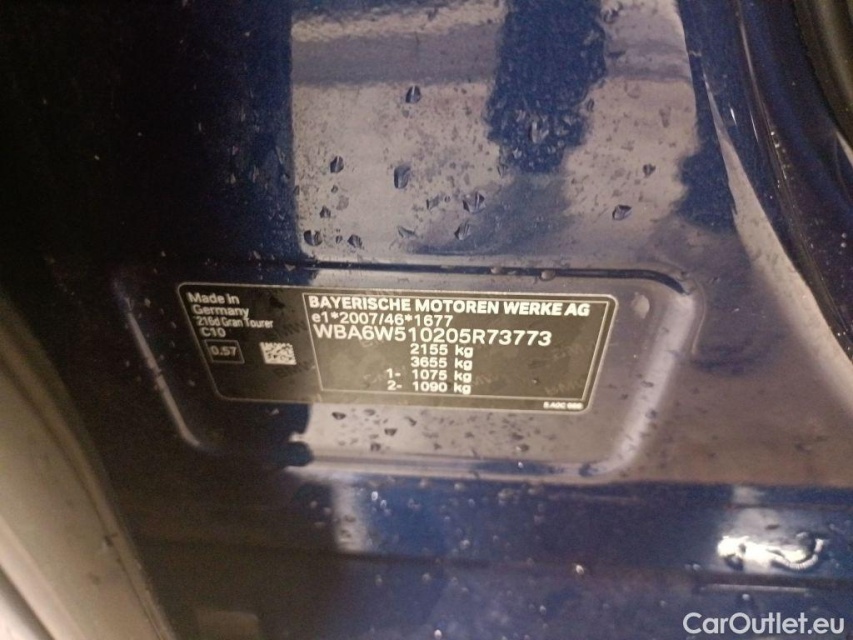 Made in
Germany
216d Gran Tourer
C10
0.57
BAYERISCHE MOTOREN WERKE AG
e1*2007/46*1677
WBA6W510205R73773
2155 kg
3655 kg
1- 1075 kg
2- 1090 kg
CarOutlet.eu